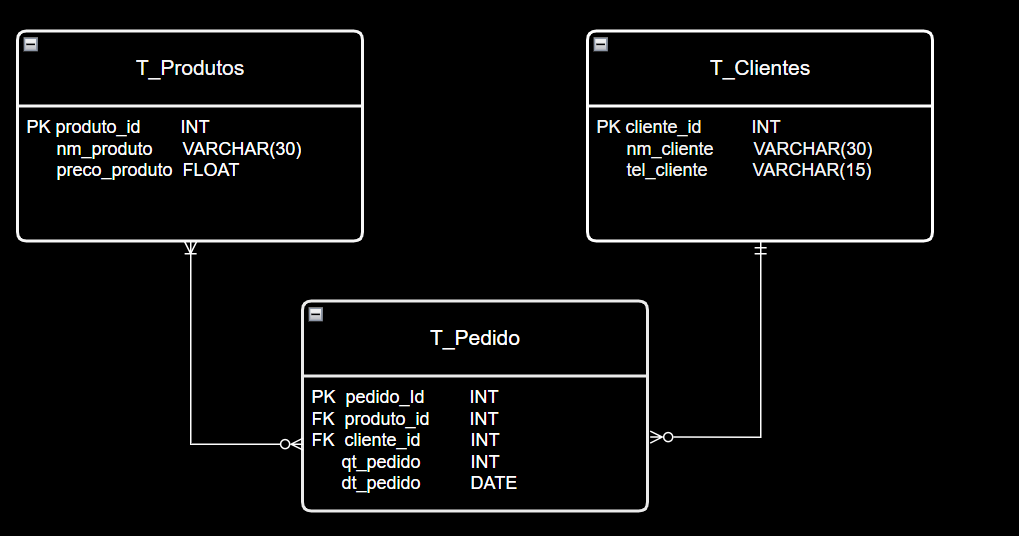 T_Produtos
PK produto_id INT
nm_produto VARCHAR(30)
preco_produto FLOAT
T_Clientes
PK cliente_id INT
nm_cliente VARCHAR(30)
tel_cliente VARCHAR(15)
T_Pedido
PK pedido_Id INT
FK produto_id INT
FK cliente_id INT
qt_pedido INT
dt_pedido DATE